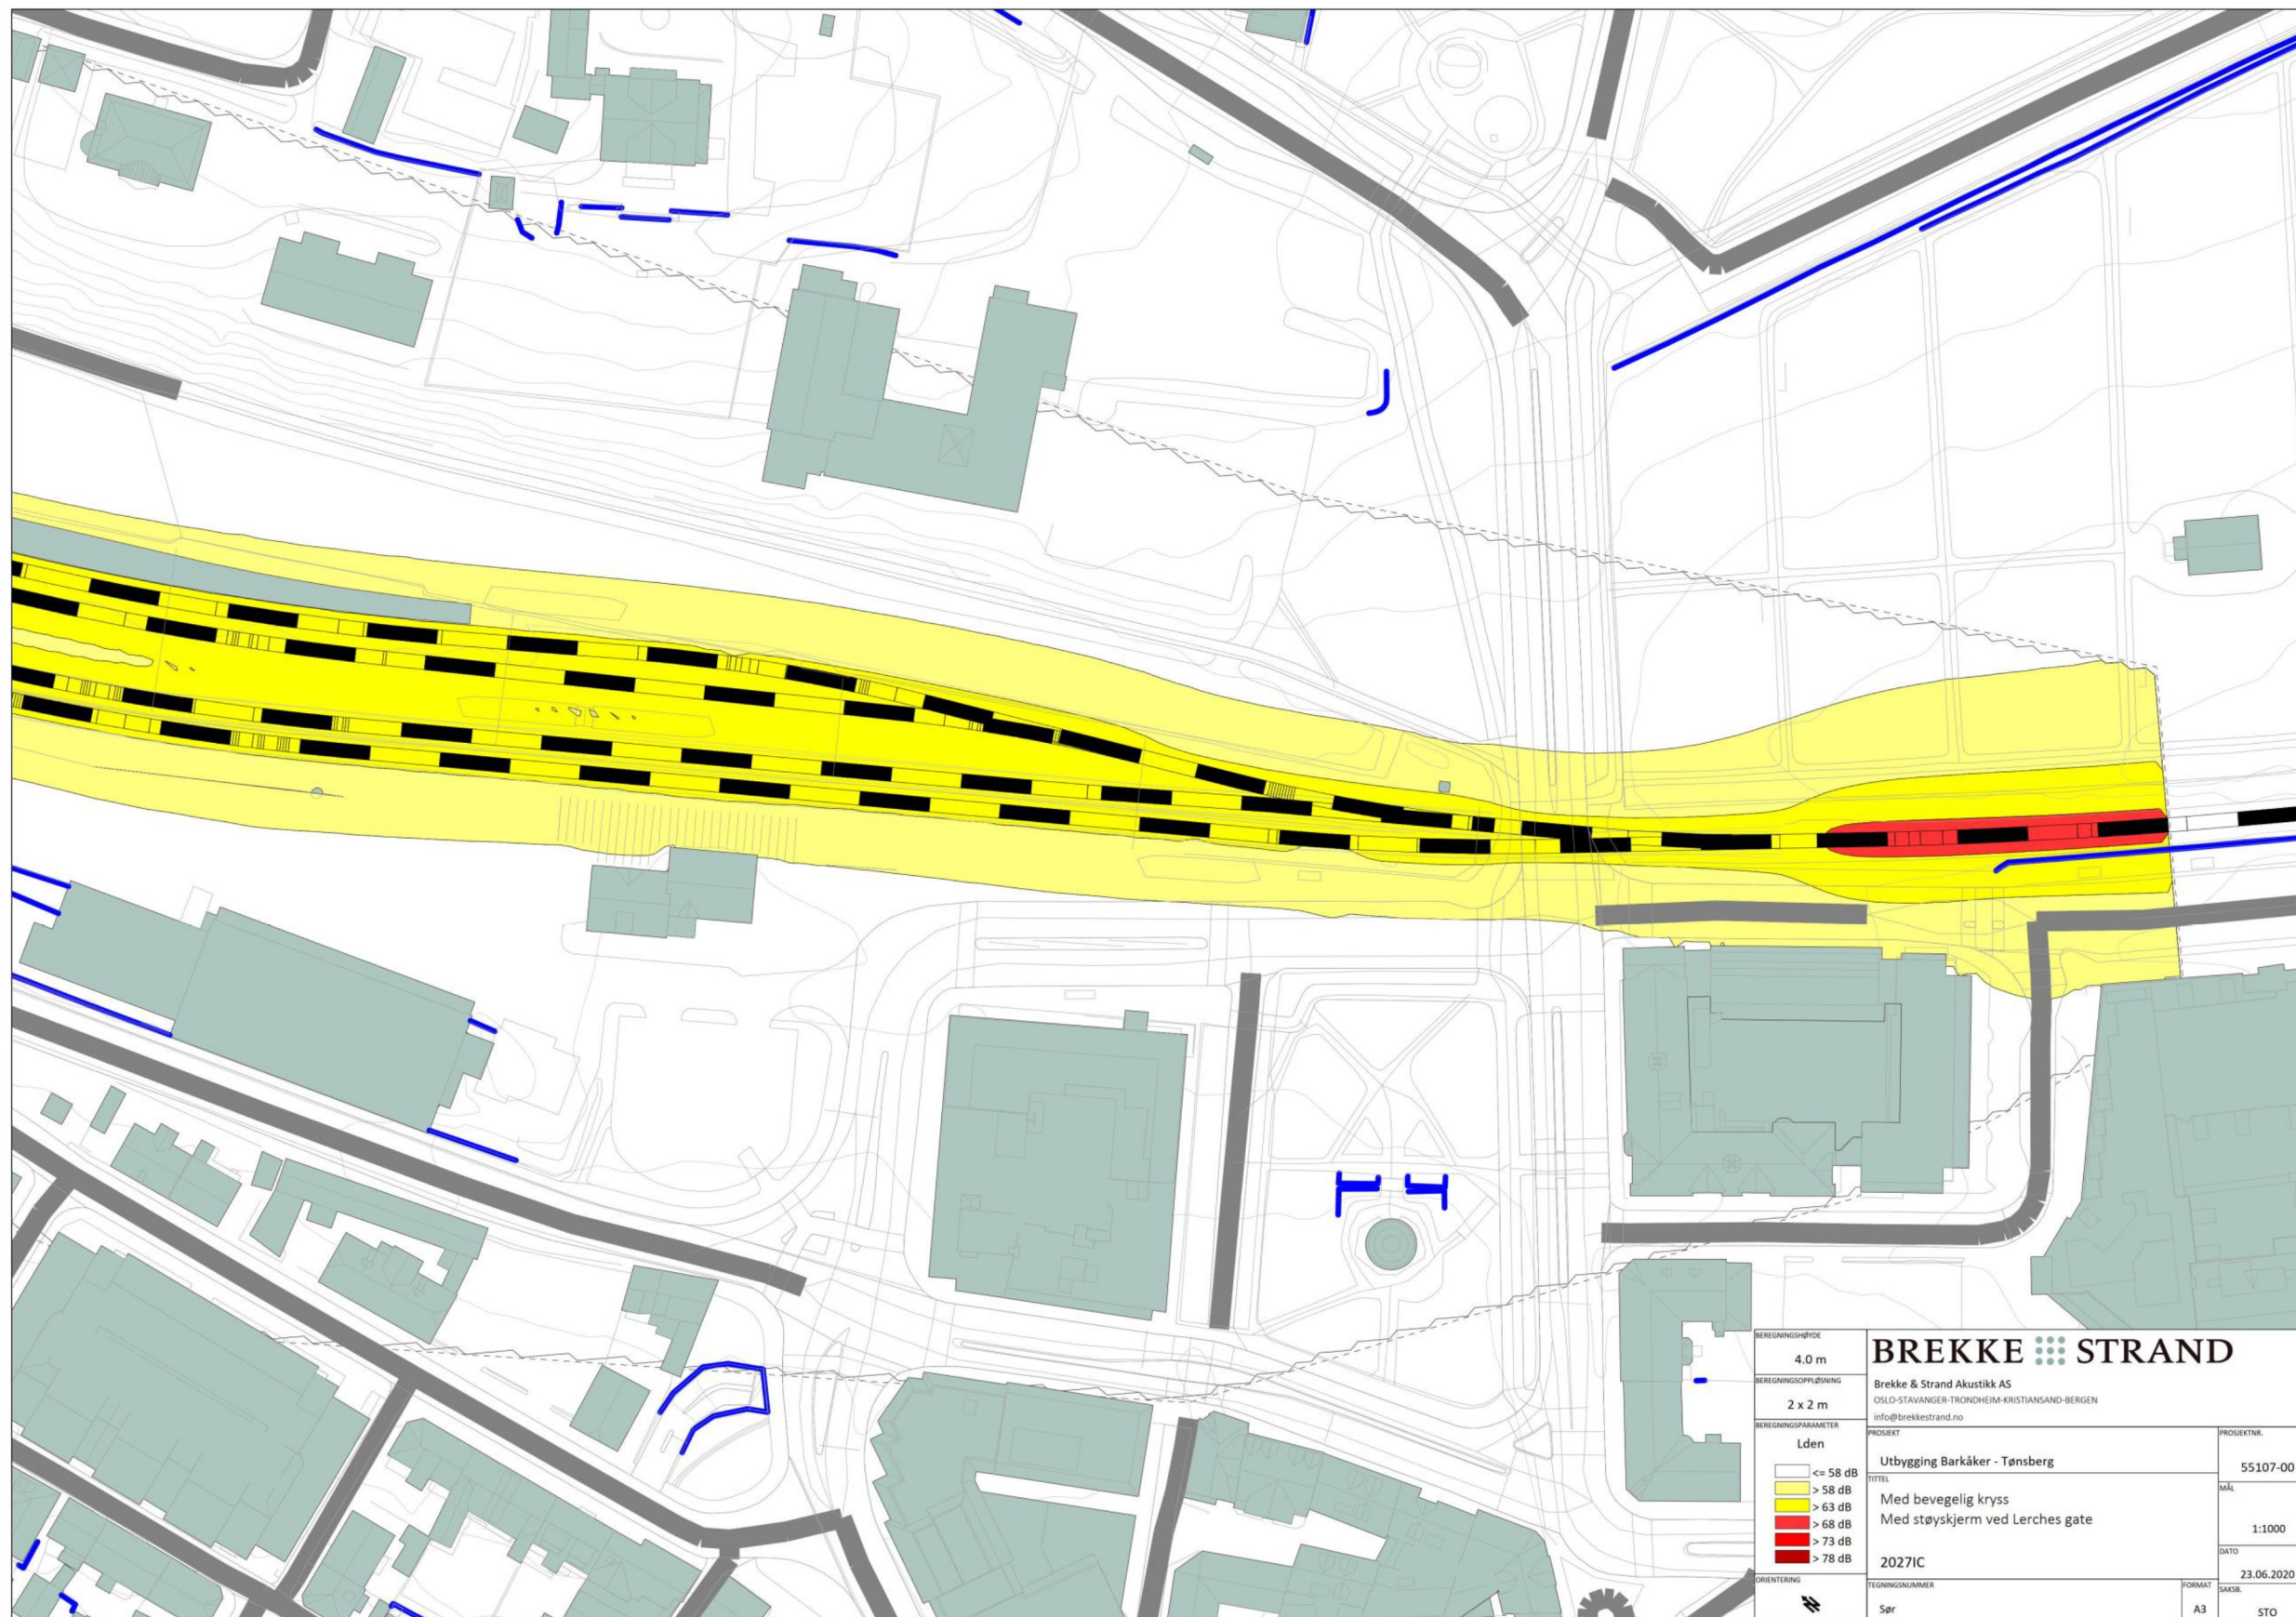 BEREGNINGSHØYDE
4.0 m
BEREGNINGSOPPLØSNING
2 x 2 m
BEREGNINGSPARAMETER
Lden
<= 58 dB
> 58 dB
> 63 dB
> 68 dB
> 73 dB
> 78 dB
ORIENTERING
BREKKE STRAND
Brekke & Strand Akustikk AS
OSLO-STAVANGER-TRONDHEIM-KRISTIANSAND-BERGEN
info@brekkestrand.no
PROSJEKT
Utbygging Barkåker - Tønsberg
PROSJEKTNR.
55107-00
TITTEL
Med bevegelig kryss
Med støyskjerm ved Lerches gate
2027IC
MÅL
1:1000
DATO
23.06.2020
TEGNINGSNUMMER
Sør
FORMAT
A3
SAKSB.
STO